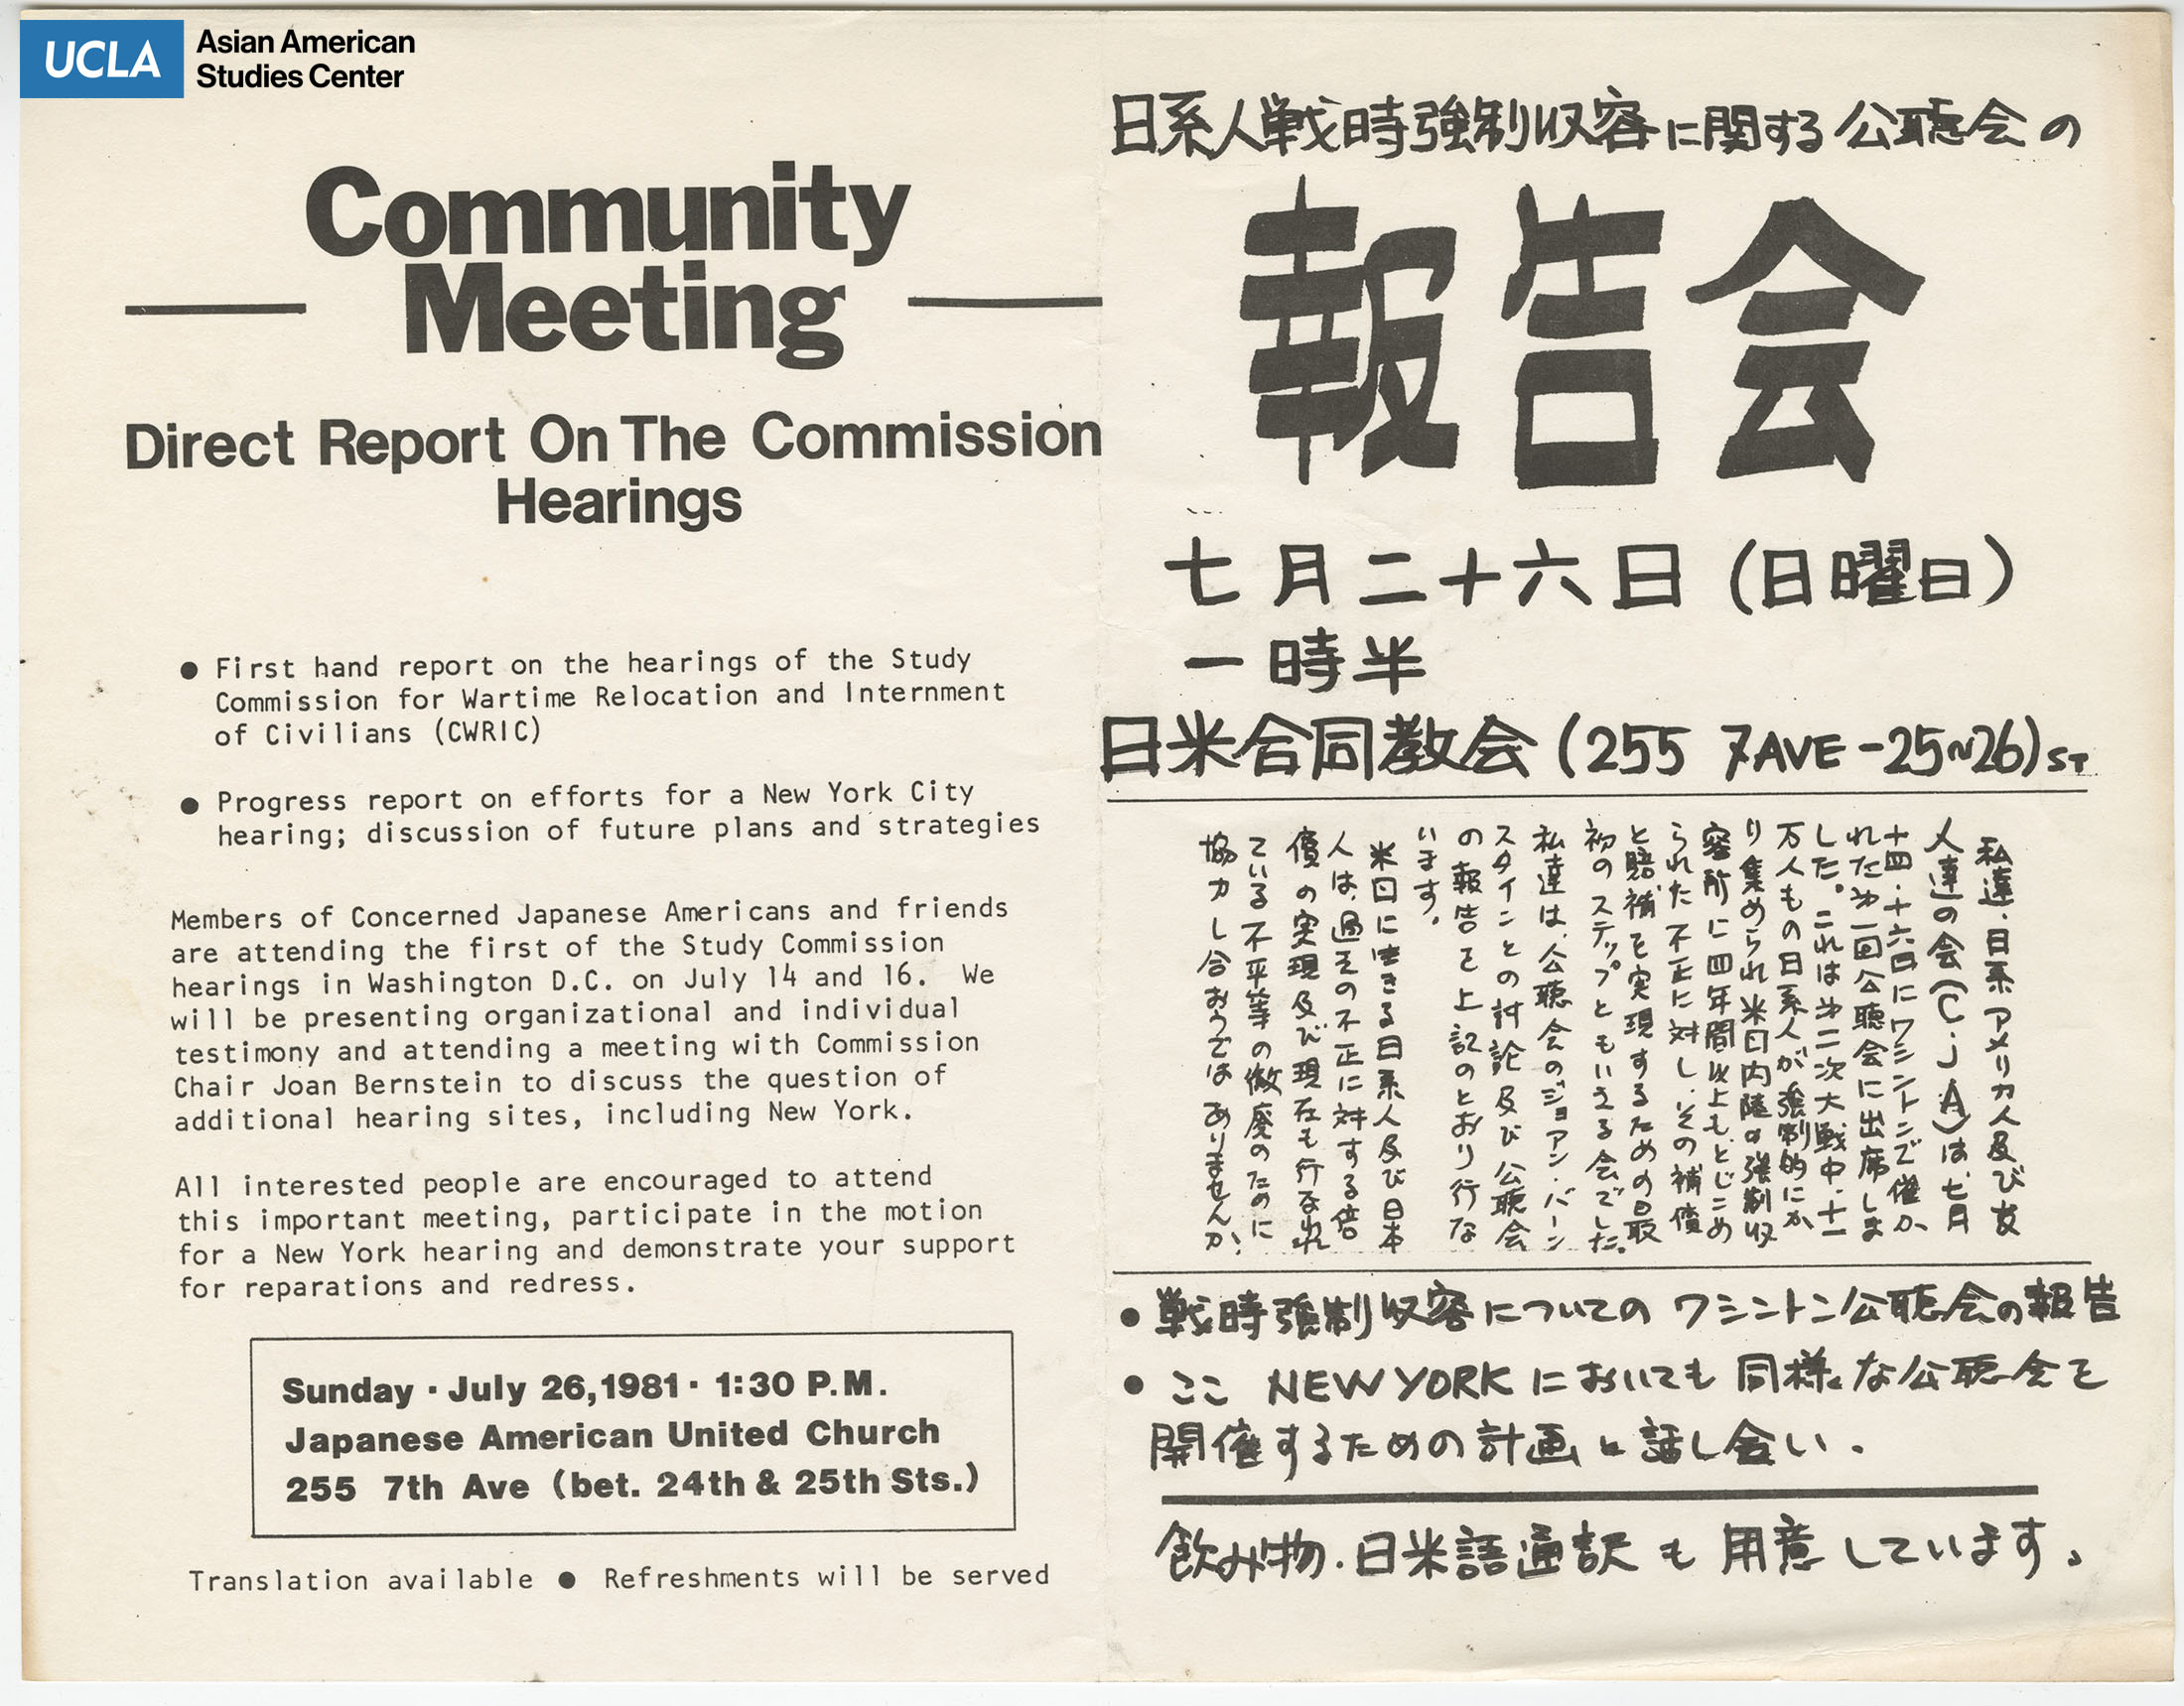 UCLA Asian American
Studies Center
Community
Meeting
Direct Report On The Commission
Hearings
● First hand report on the hearings of the Study
Commission for Wartime Relocation and Internment
of Civilians (CWRIC)
● Progress report on efforts for a New York City
hearing; discussion of future plans and strategies
Members of Concerned Japanese Americans and friends
are attending the first of the Study Commission
hearings in Washington D.C. on July 14 and 16.  We
will be presenting organizational and individual
testimony and attending a meeting with Commission
Chair Joan Bernstein to discuss the question of
additional hearing sites, including New York.
All interested people are encouraged to attend
this important meeting, participate in the motion
for a New York hearing and demonstrate your support
for reparations and redress.
Sunday · July 26,1981 · 1:30 P.M.
Japanese American United Church
255 7th Ave (bet. 24th & 25th Sts.)
Translation available ● Refreshments will be served
日系人戦時強制収容に関する公聴会の
報告会
七月二十六日(日曜日)
一時半
日米合同教会(255 7AVE-25~26)ST
私達、日系アメリカ人及び友
人達の会(C.J.A)は、七月
十四・十六日にワシントンで催か
れた第一回公聴会に出席しま
した。これは第二次大戦中、十一
万人もの日系人が強制的にか
り集められ米国内陸の強制収
容所に四年間以上も、とじこめ
られた不正に対し、その補償
と賠補を実現するための最
初のステップともいえる会でした。
私達は、公聴会のジョアン・バーン
スタインとの討論及び公聴会
の報告を上記のとおり行な
います。
米国に生きる日系人及び日本
人は、過去の不正に対する倍
償の実現及び現在も行なわれ
ている不平等の撤廃のために
協力し合おうではありませんか。
● 戦時強制収容についてのワシントン公聴会の報告
● ここ NEW YORKにおいても同様な公聴会を
開催するための計画と話し合い.
飲み物.日米語通訳も用意しています。